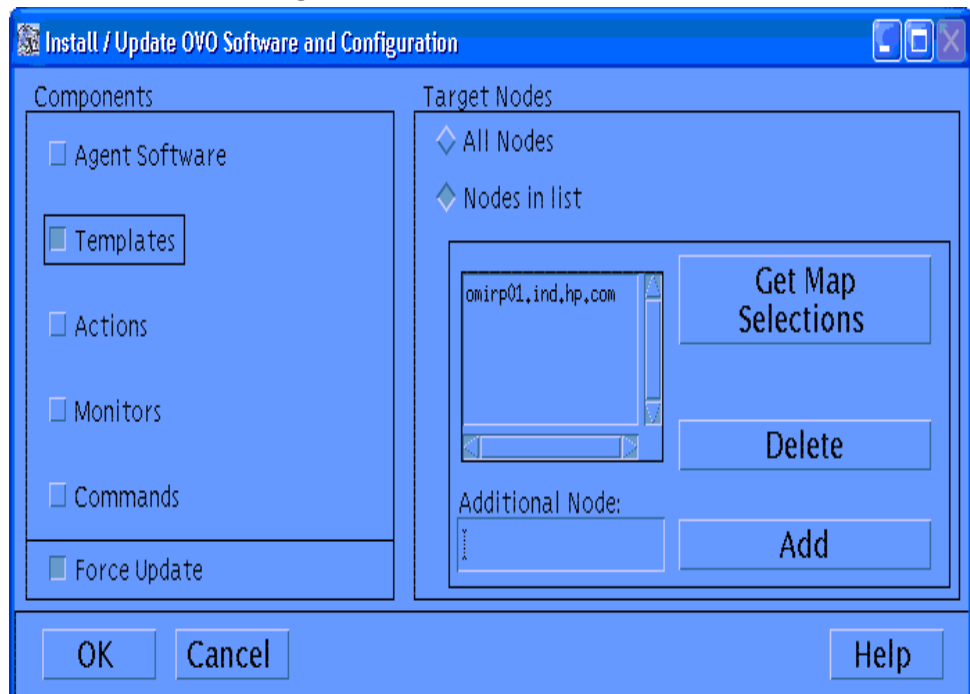 Install / Update OVO Software and Configuration
Components
Agent Software
Templates
Actions
Monitors
Commands
Force Update
Target Nodes
All Nodes
Nodes in list
omirp01.ind.hp.com
Get Map
Selections
Delete
Additional Node:
Add
OK
Cancel
Help